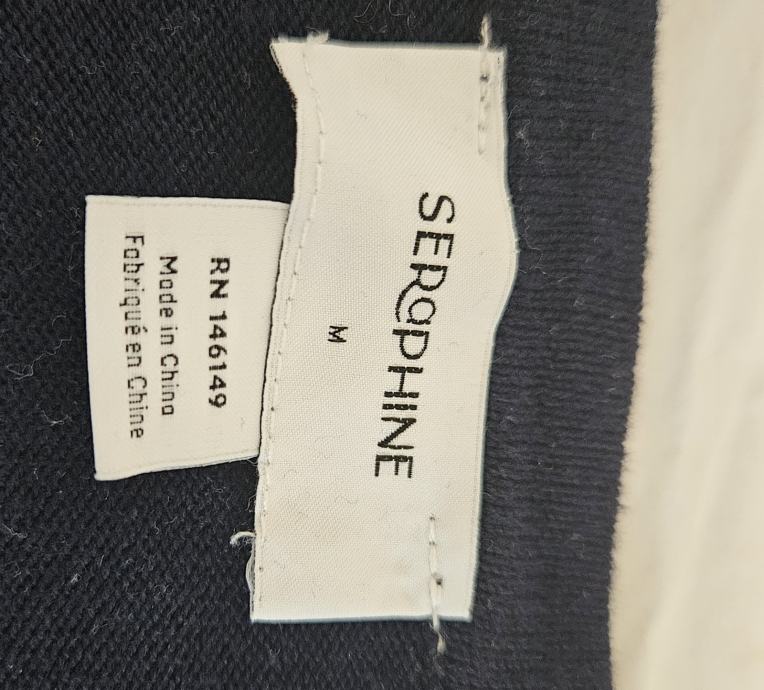 SERAPHINE
M
RN 146149
Made in China
Fabriqué en Chine